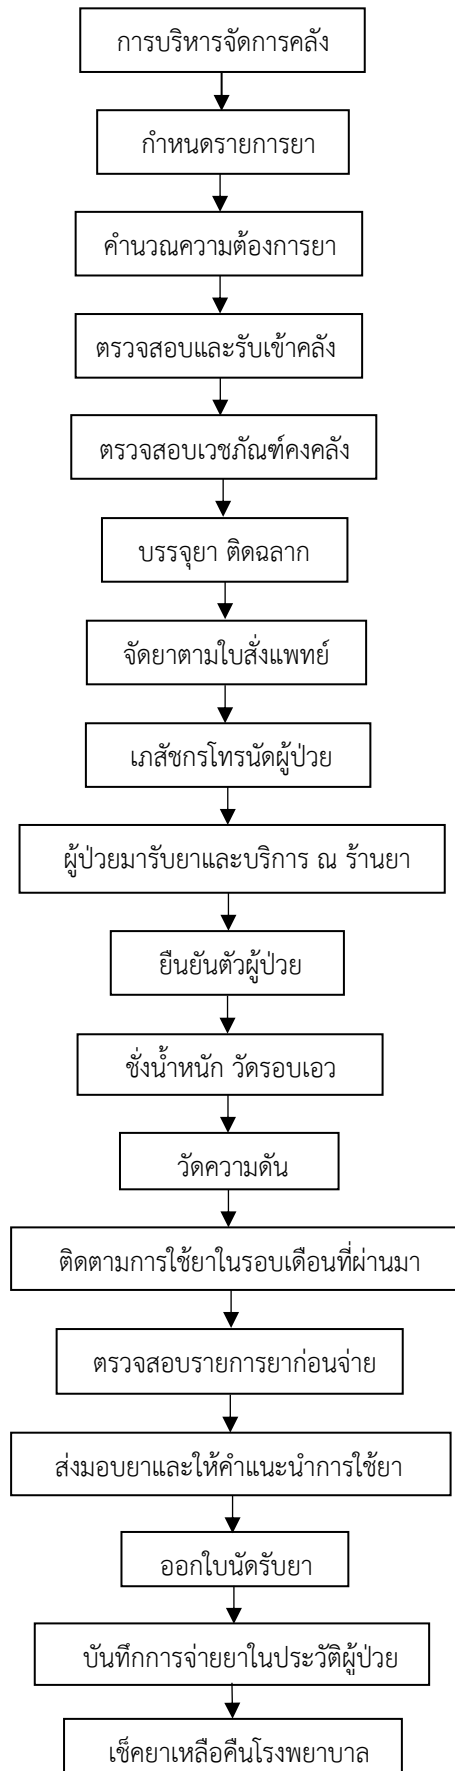 การบริหารจัดการคลัง
กำหนดรายการยา
คำนวณความต้องการยา
ตรวจสอบและรับเข้าคลัง
ตรวจสอบเวชภัณฑ์คงคลัง
บรรจุยา ติดฉลาก
จัดยาตามใบสั่งแพทย์
เภสัชกรโทรนัดผู้ป่วย
ผู้ป่วยมารับยาและบริการ ณ ร้านยา
ยืนยันตัวผู้ป่วย
ชั่งน้ำหนัก วัดรอบเอว
วัดความดัน
ติดตามการใช้ยาในรอบเดือนที่ผ่านมา
ตรวจสอบรายการยาก่อนจ่าย
ส่งมอบยาและให้คำแนะนำการใช้ยา
ออกใบนัดรับยา
บันทึกการจ่ายยาในประวัติผู้ป่วย
เช็คยาเหลือคืนโรงพยาบาล